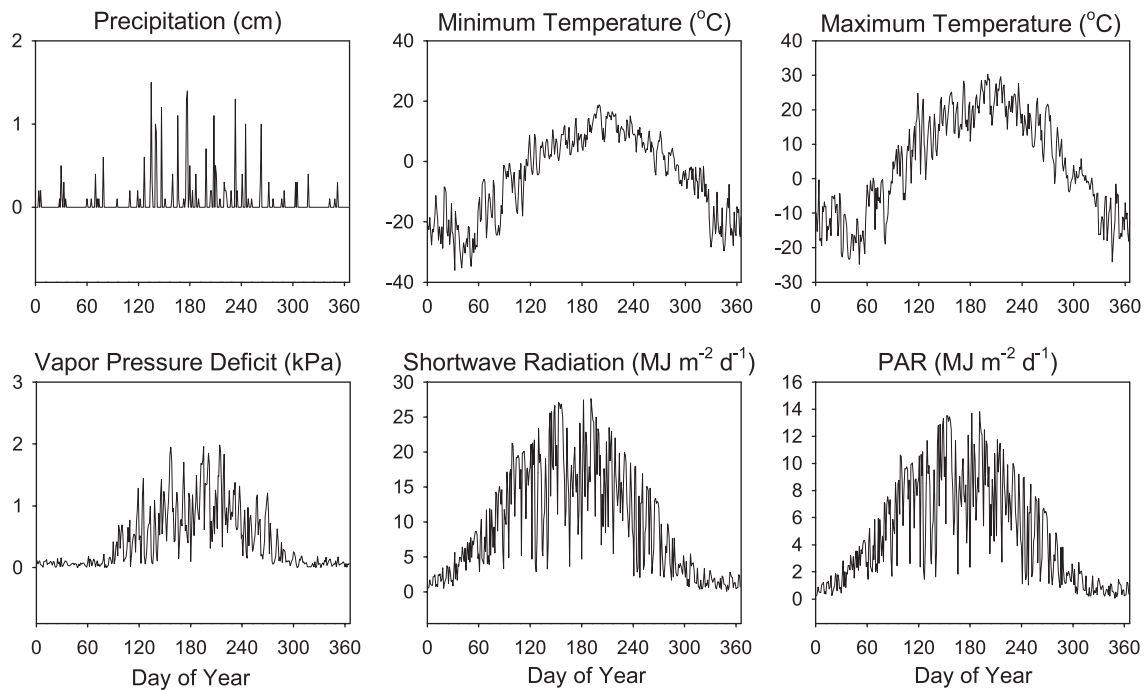 Precipitation (cm)
2
1
0
0 60 120 180 240 300 360
Minimum Temperature (°C)
40
20
0
-20
-40
0 60 120 180 240 300 360
Maximum Temperature (°C)
40
30
20
10
0
-10
-20
-30
0 60 120 180 240 300 360
Vapor Pressure Deficit (kPa)
3
2
1
0
0 60 120 180 240 300 360
Day of Year
Shortwave Radiation (MJ m⁻² d⁻¹)
30
25
20
15
10
5
0
0 60 120 180 240 300 360
Day of Year
PAR (MJ m⁻² d⁻¹)
16
14
12
10
8
6
4
2
0
0 60 120 180 240 300 360
Day of Year